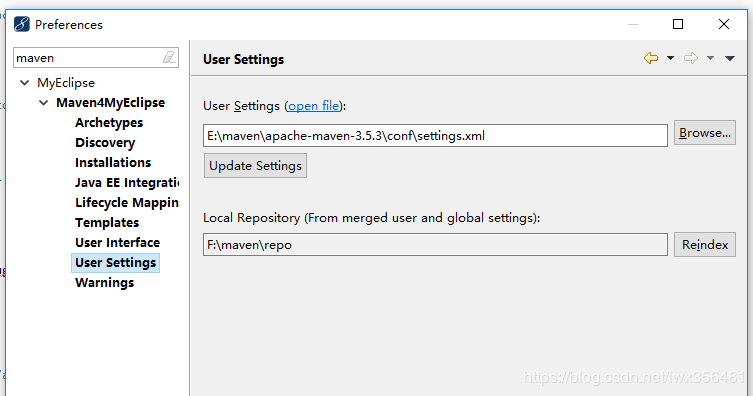 Preferences
maven
MyEclipse
Maven4MyEclipse
Archetypes
Discovery
Installations
Java EE Integratio
Lifecycle Mappin
Templates
User Interface
User Settings
Warnings
User Settings
User Settings (open file):
E:\maven\apache-maven-3.5.3\conf\settings.xml
Browse...
Update Settings
Local Repository (From merged user and global settings):
F:\maven\repo
Reindex
https://blog.csdn.net/lwx356481